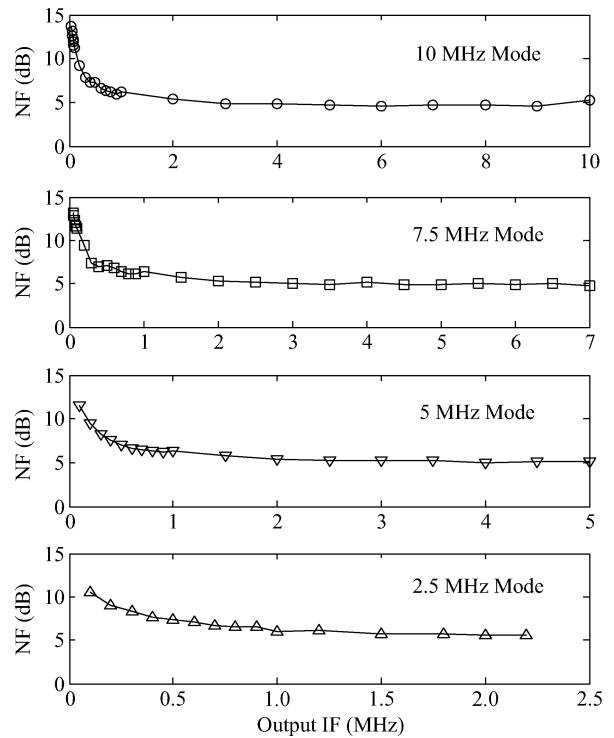 15
10
5
0
NF (dB)
10 MHz Mode
0 2 4 6 8 10
15
10
5
0
NF (dB)
7.5 MHz Mode
0 1 2 3 4 5 6 7
15
10
5
0
NF (dB)
5 MHz Mode
0 1 2 3 4 5
15
10
5
0
NF (dB)
2.5 MHz Mode
0 0.5 1.0 1.5 2.0 2.5
Output IF (MHz)